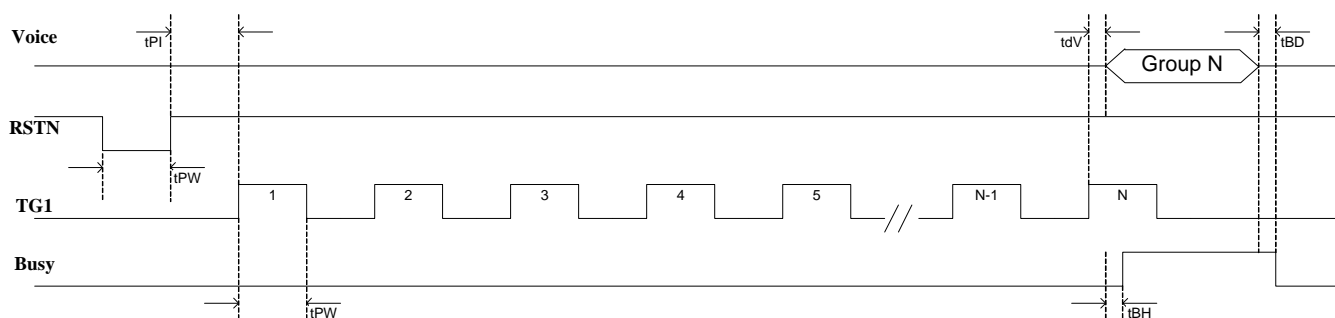 Voice
tPI
tdV
tBD
Group N
RSTN
tPW
TG1
1
2
3
4
5
N-1
N
Busy
tPW
tBH